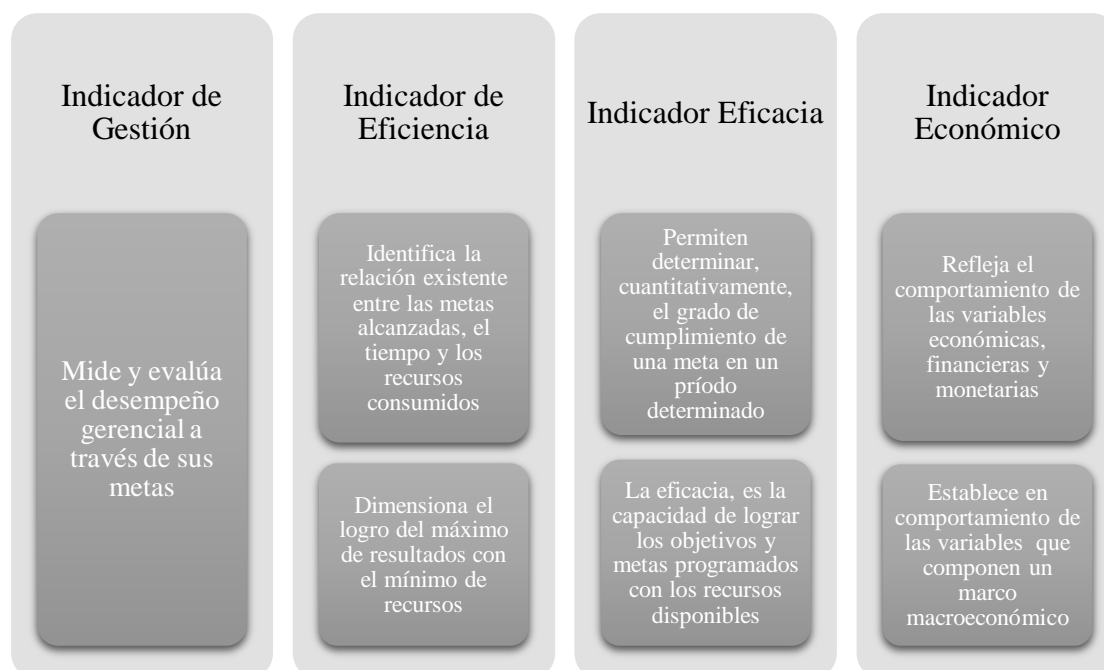 Indicador de
Gestión
Mide y evalúa
el desempeño
gerencial a
través de sus
metas
Indicador de
Eficiencia
Identifica la
relación existente
entre las metas
alcanzadas, el
tiempo y los
recursos
consumidos
Dimensiona el
logro del máximo
de resultados con
el mínimo de
recursos
Indicador Eficacia
Permiten
determinar,
cuantitativamente,
el grado de
cumplimiento de
una meta en un
príodo
determinado
La eficacia, es la
capacidad de lograr
los objetivos y
metas programados
con los recursos
disponibles
Indicador
Económico
Refleja el
comportamiento de
las variables
económicas,
financieras y
monetarias
Establece en
comportamiento de
las variables que
componen un
marco
macroeconómico